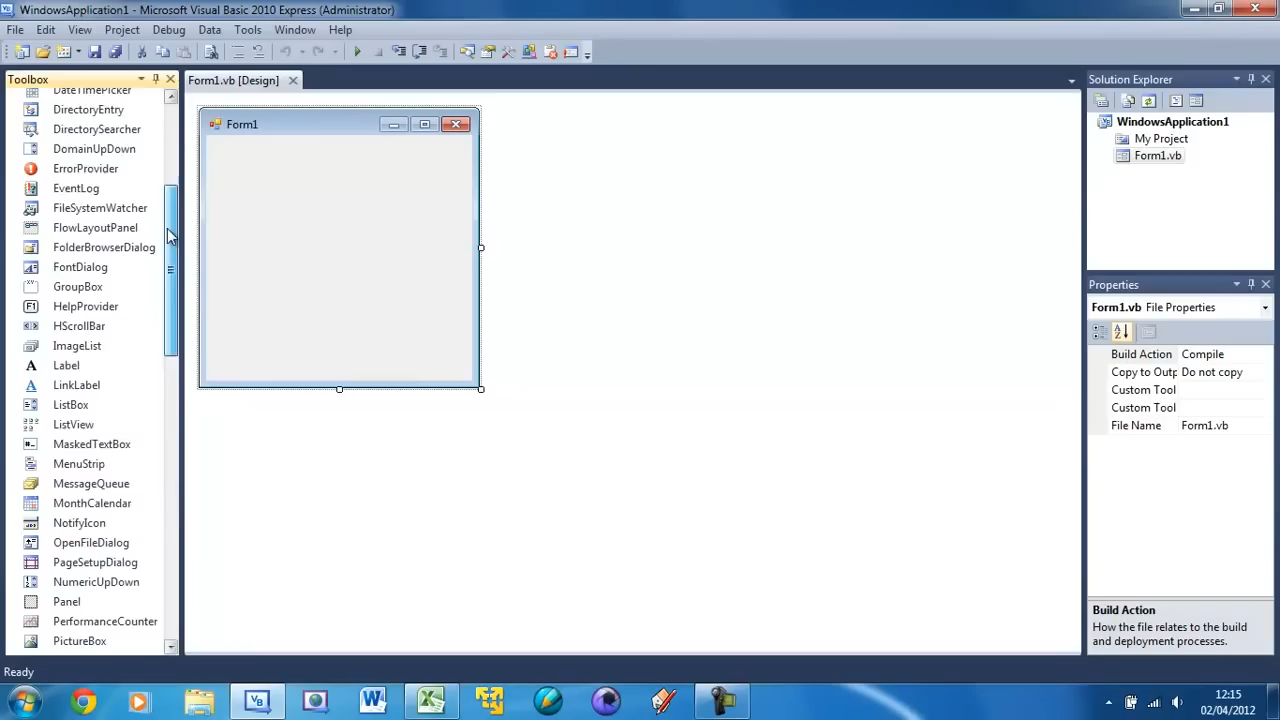 WindowsApplication1 - Microsoft Visual Basic 2010 Express (Administrator)
File Edit View Project Debug Data Tools Window Help
Toolbox
DateTimePicker
DirectoryEntry
DirectorySearcher
DomainUpDown
ErrorProvider
EventLog
FileSystemWatcher
FlowLayoutPanel
FolderBrowserDialog
FontDialog
GroupBox
HelpProvider
HScrollBar
ImageList
Label
LinkLabel
ListBox
ListView
MaskedTextBox
MenuStrip
MessageQueue
MonthCalendar
NotifyIcon
OpenFileDialog
PageSetupDialog
NumericUpDown
Panel
PerformanceCounter
PictureBox
Form1.vb [Design]
Form1
Solution Explorer
WindowsApplication1
My Project
Form1.vb
Properties
Form1.vb File Properties
Build Action Compile
Copy to Outp Do not copy
Custom Tool
Custom Tool
File Name Form1.vb
Build Action
How the file relates to the build
and deployment processes.
Ready
12:15
02/04/2012